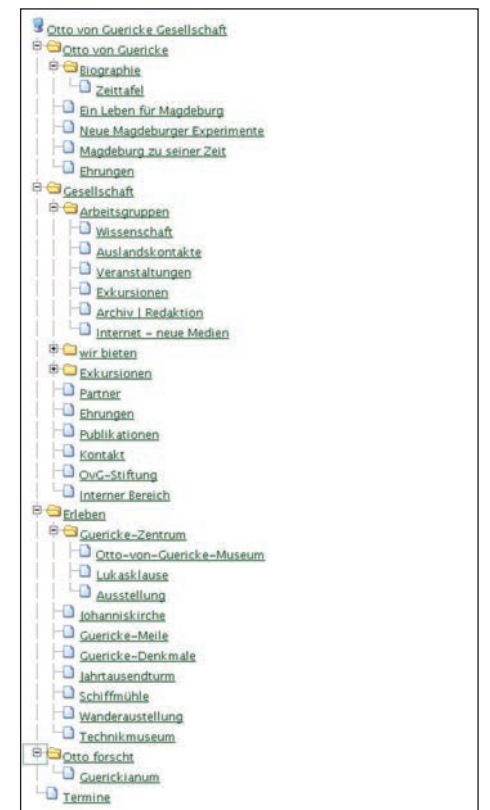 Otto von Guericke Gesellschaft
Otto von Guericke
Biographie
Zeittafel
Ein Leben für Magdeburg
Neue Magdeburger Experimente
Magdeburg zu seiner Zeit
Ehrungen
Gesellschaft
Arbeitsgruppen
Wissenschaft
Auslandskontakte
Veranstaltungen
Exkursionen
Archiv | Redaktion
Internet – neue Medien
wir bieten
Exkursionen
Partner
Ehrungen
Publikationen
Kontakt
OvG-Stiftung
Interner Bereich
Erleben
Guericke-Zentrum
Otto-von-Guericke-Museum
Lukasklause
Ausstellung
Johanniskirche
Guericke-Meile
Guericke-Denkmale
Jahrtausendturm
Schiffmühle
Wanderaustellung
Technikmuseum
Otto forscht
Guerickianum
Termine